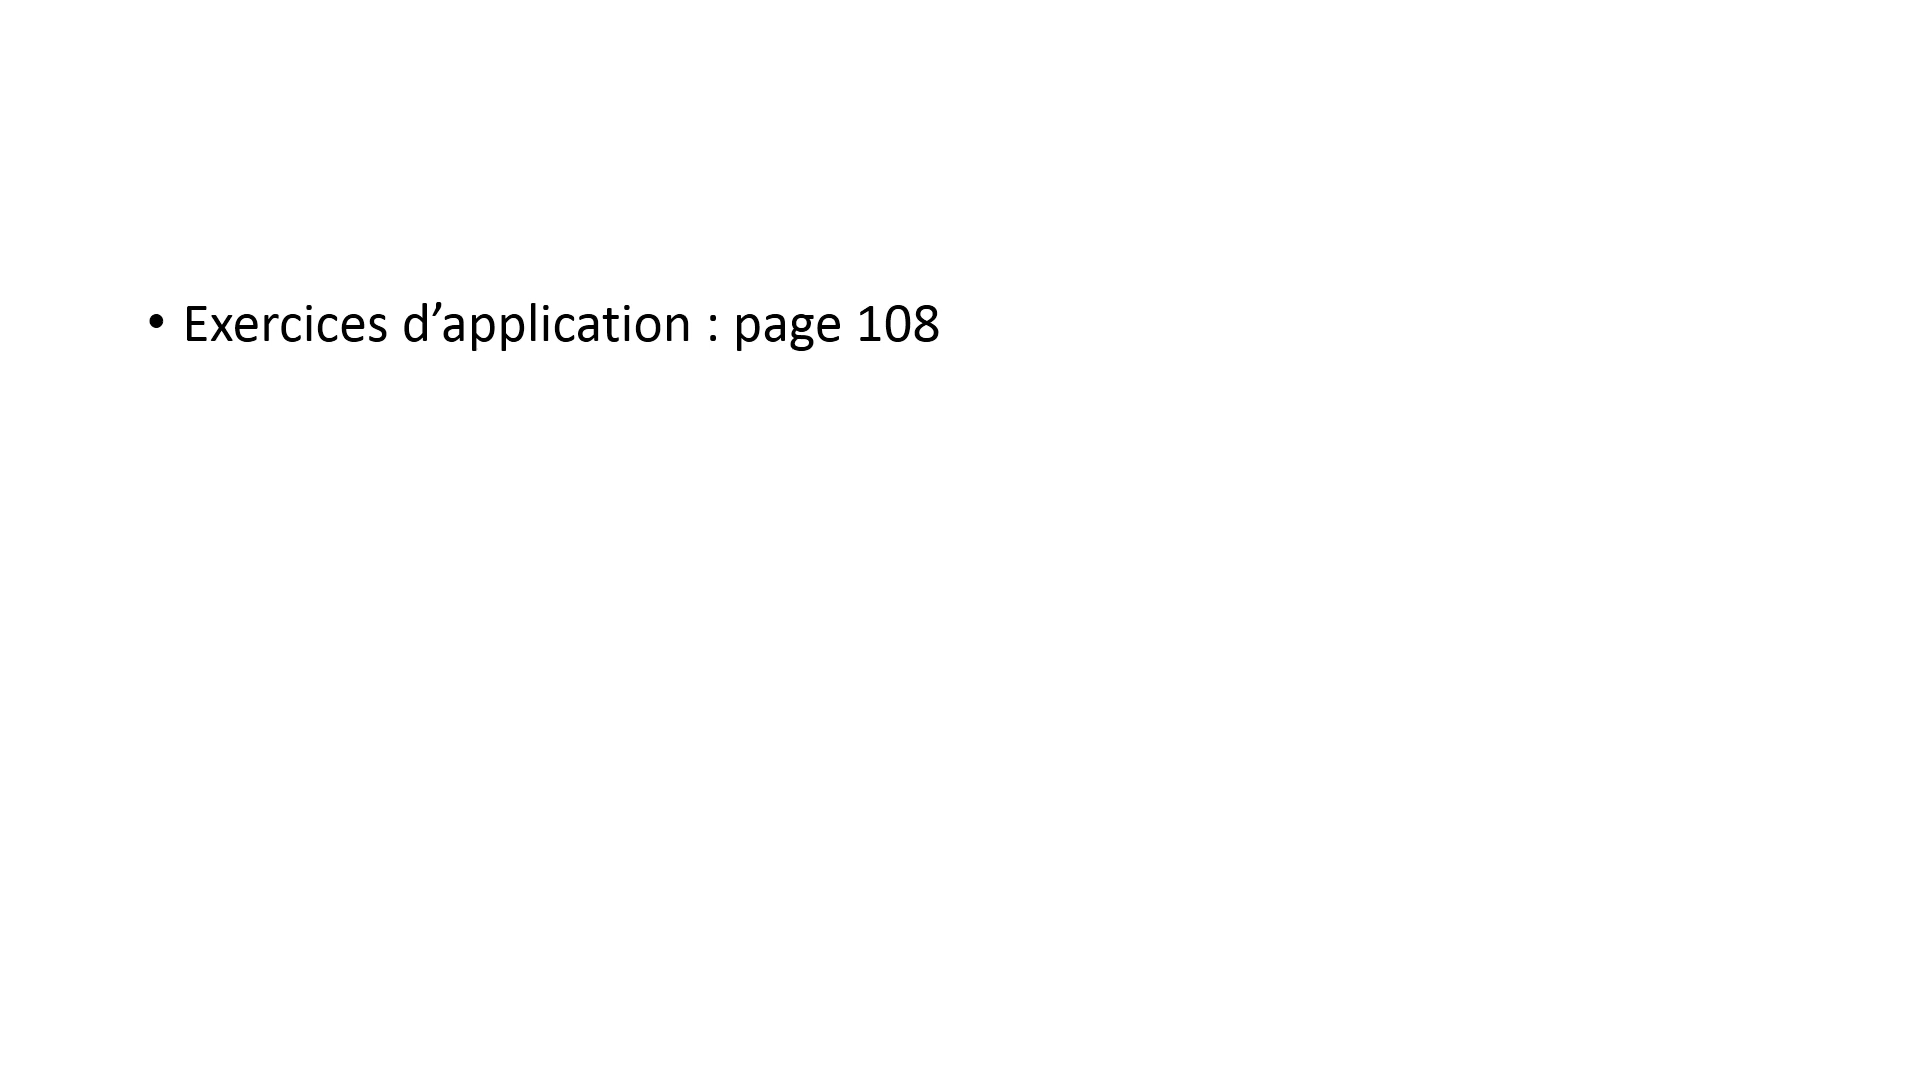 • Exercices d’application : page 108